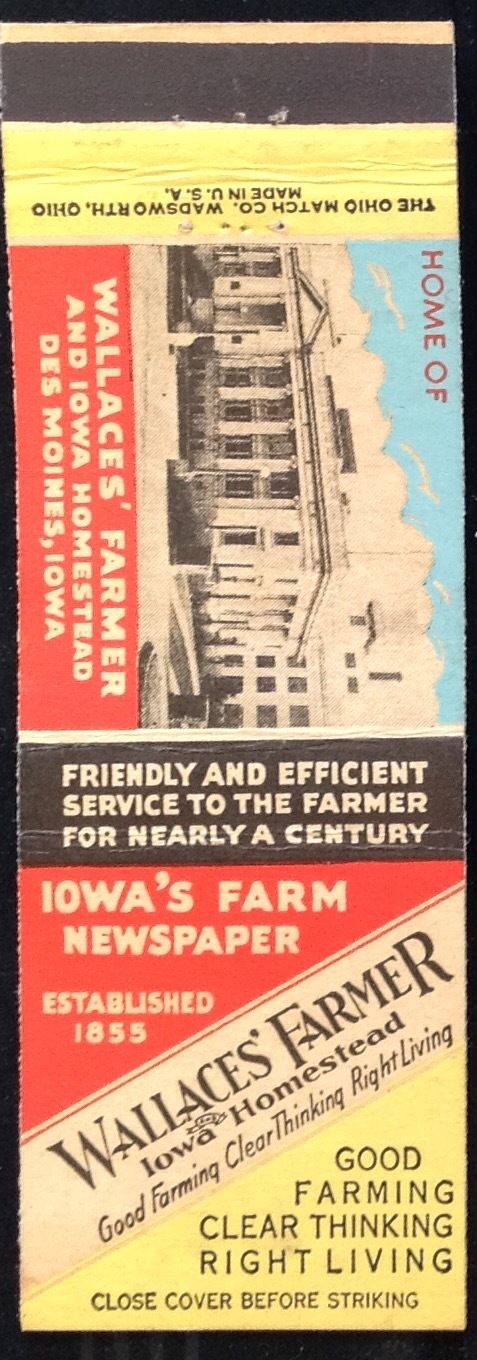 THE OHIO MATCH CO. WADSWORTH, OHIO
MADE IN U.S.A.
HOME OF
WALLACES' FARMER
AND IOWA HOMESTEAD
DES MOINES, IOWA
FRIENDLY AND EFFICIENT
SERVICE TO THE FARMER
FOR NEARLY A CENTURY
IOWA'S FARM
NEWSPAPER
ESTABLISHED
1855
WALLACES' FARMER
Iowa Homestead
Good Farming Clear Thinking Right Living
GOOD
FARMING
CLEAR THINKING
RIGHT LIVING
CLOSE COVER BEFORE STRIKING